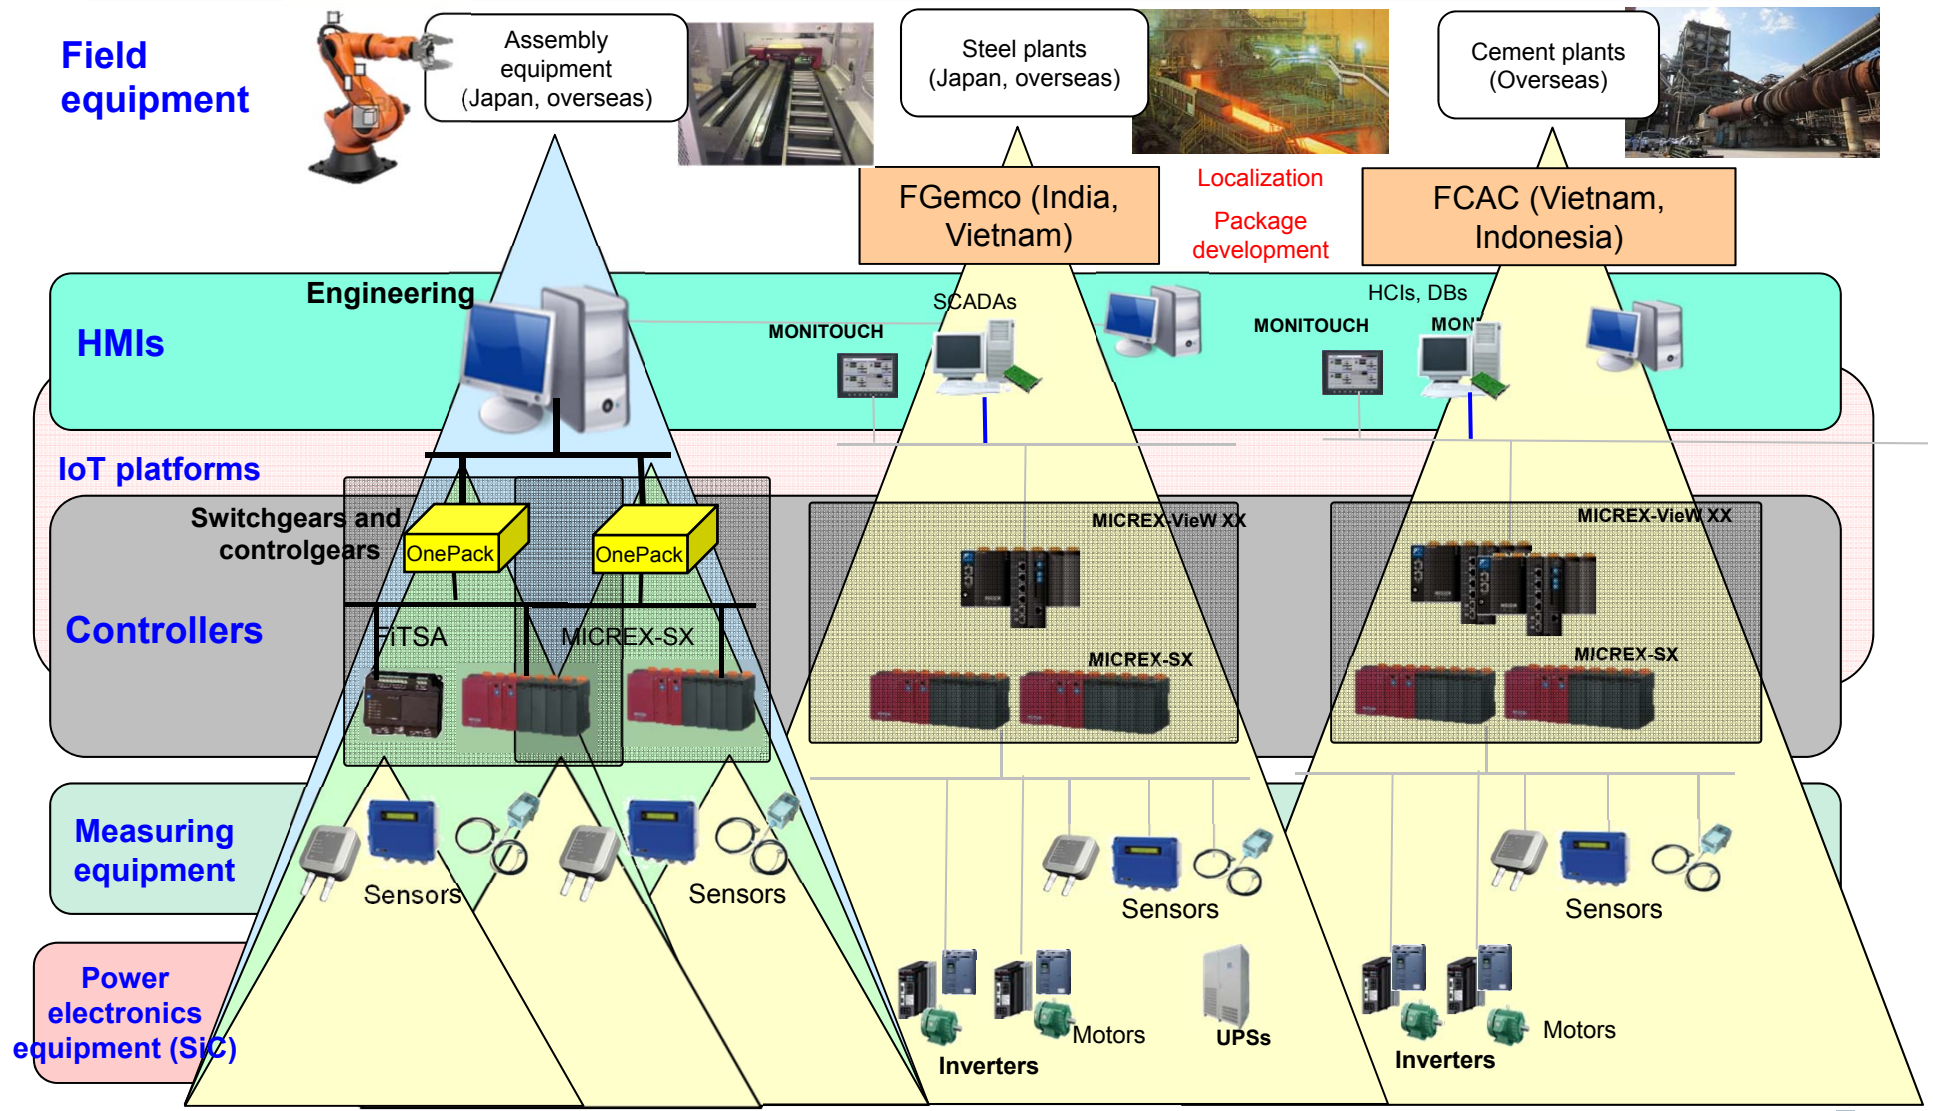 Field
equipment
Assembly
equipment
(Japan, overseas)
Steel plants
(Japan, overseas)
Cement plants
(Overseas)
FGemco (India,
Vietnam)
Localization
Package
development
FCAC (Vietnam,
Indonesia)
HMIs
Engineering
SCADAs
MONITOUCH
HCIs, DBs
MONITOUCH
IoT platforms
Switchgears and
controlgears
OnePack
OnePack
MICREX-VieW XX
MICREX-VieW XX
Controllers
FiTSA
MICREX-SX
MICREX-SX
MICREX-SX
Measuring
equipment
Sensors
Sensors
Sensors
Sensors
Power
electronics
equipment (SiC)
Motors
UPSs
Inverters
Motors
Inverters